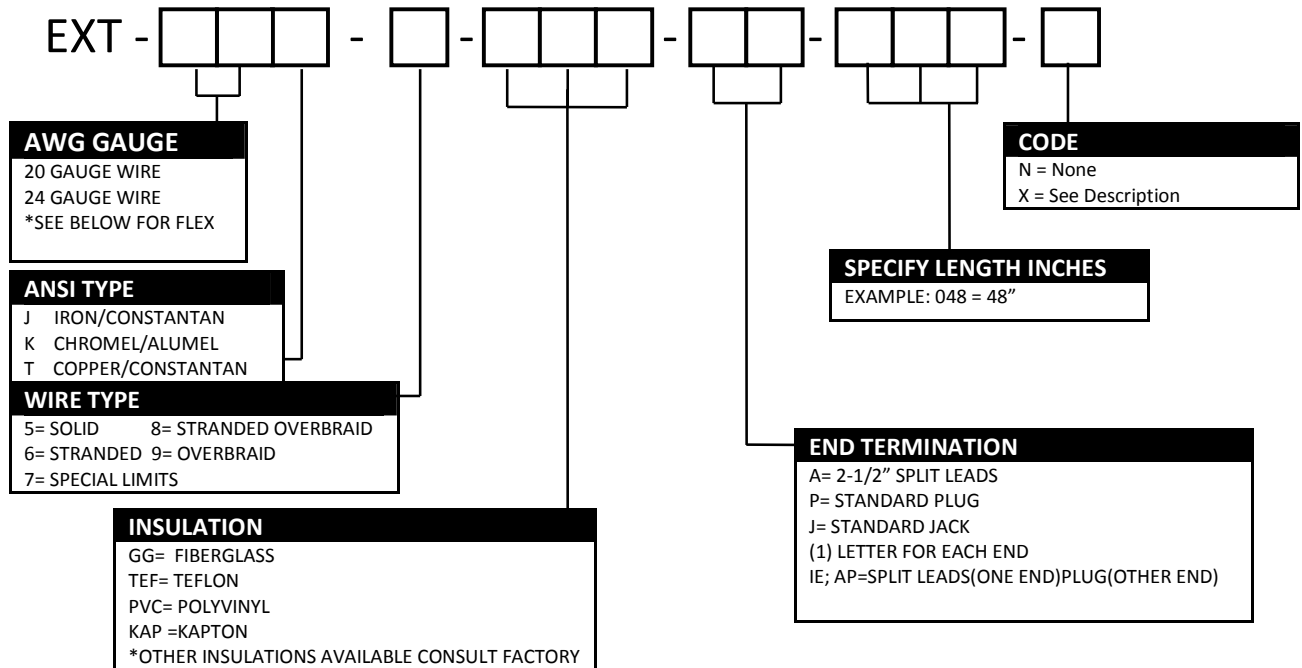 EXT - - - - - -
AWG GAUGE
20 GAUGE WIRE
24 GAUGE WIRE
*SEE BELOW FOR FLEX
ANSI TYPE
J IRON/CONSTANTAN
K CHROMEL/ALUMEL
T COPPER/CONSTANTAN
WIRE TYPE
5= SOLID 8= STRANDED OVERBRAID
6= STRANDED 9= OVERBRAID
7= SPECIAL LIMITS
INSULATION
GG= FIBERGLASS
TEF= TEFLON
PVC= POLYVINYL
KAP =KAPTON
*OTHER INSULATIONS AVAILABLE CONSULT FACTORY
END TERMINATION
A= 2-1/2” SPLIT LEADS
P= STANDARD PLUG
J= STANDARD JACK
(1) LETTER FOR EACH END
IE; AP=SPLIT LEADS(ONE END)PLUG(OTHER END)
SPECIFY LENGTH INCHES
EXAMPLE: 048 = 48”
CODE
N = None
X = See Description